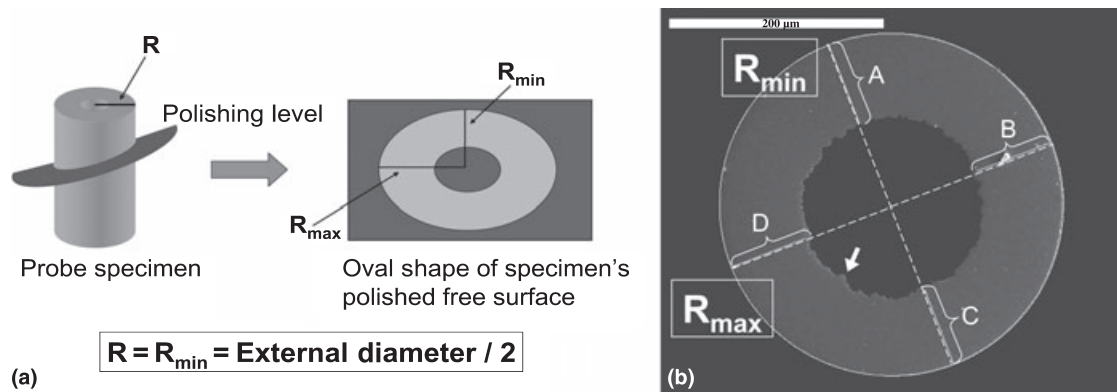 R
R_min
Polishing level
R_max
Probe specimen
Oval shape of specimen's
polished free surface
R = R_min = External diameter / 2
(a)
200 µm
R_min
A
B
D
C
R_max
(b)